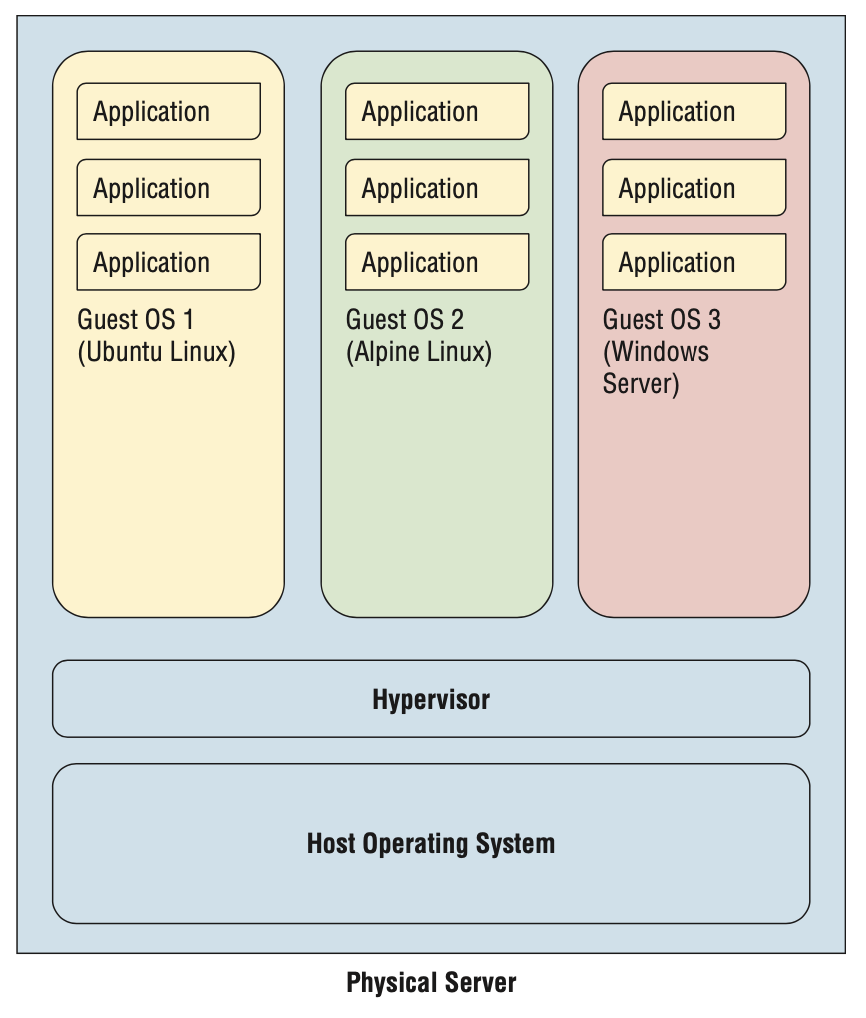 Application
Application
Application
Guest OS 1
(Ubuntu Linux)
Application
Application
Application
Guest OS 2
(Alpine Linux)
Application
Application
Application
Guest OS 3
(Windows
Server)
Hypervisor
Host Operating System
Physical Server